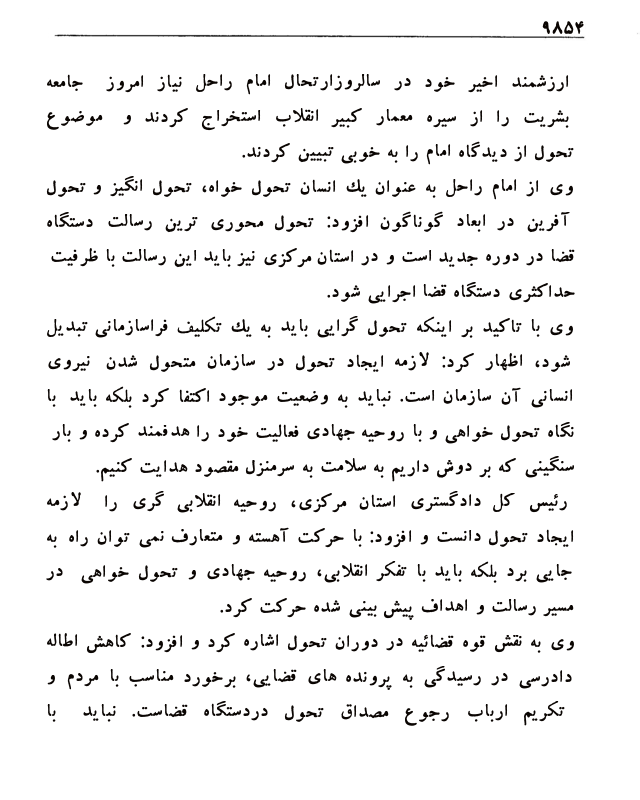 ۹۸۵۴
ارزشمند اخیر خود در سالروزارتحال امام راحل نیاز امروز جامعه
بشریت را از سیره معمار کبیر انقلاب استخراج کردند و موضوع
تحول از دیدگاه امام را به خوبی تبیین کردند.
وی از امام راحل به عنوان یك انسان تحول خواه، تحول انگیز و تحول
آفرین در ابعاد گوناگون افزود: تحول محوری ترین رسالت دستگاه
قضا در دوره جدید است و در استان مرکزی نیز باید این رسالت با ظرفیت
حداکثری دستگاه قضا اجرایی شود.
وی با تاکید بر اینکه تحول گرایی باید به یك تکلیف فراسازمانی تبدیل
شود، اظهار کرد: لازمه ایجاد تحول در سازمان متحول شدن نیروی
انسانی آن سازمان است. نباید به وضعیت موجود اکتفا کرد بلکه باید با
نگاه تحول خواهی و با روحیه جهادی فعالیت خود را هدفمند کرده و بار
سنگینی که بر دوش داریم به سلامت به سرمنزل مقصود هدایت کنیم.
رئیس کل دادگستری استان مرکزی، روحیه انقلابی گری را لازمه
ایجاد تحول دانست و افزود: با حرکت آهسته و متعارف نمی توان راه به
جایی برد بلکه باید با تفکر انقلابی، روحیه جهادی و تحول خواهی در
مسیر رسالت و اهداف پیش بینی شده حرکت کرد.
وی به نقش قوه قضائیه در دوران تحول اشاره کرد و افزود: کاهش اطاله
دادرسی در رسیدگی به پرونده های قضایی، برخورد مناسب با مردم و
تکریم ارباب رجوع مصداق تحول دردستگاه قضاست. نباید با